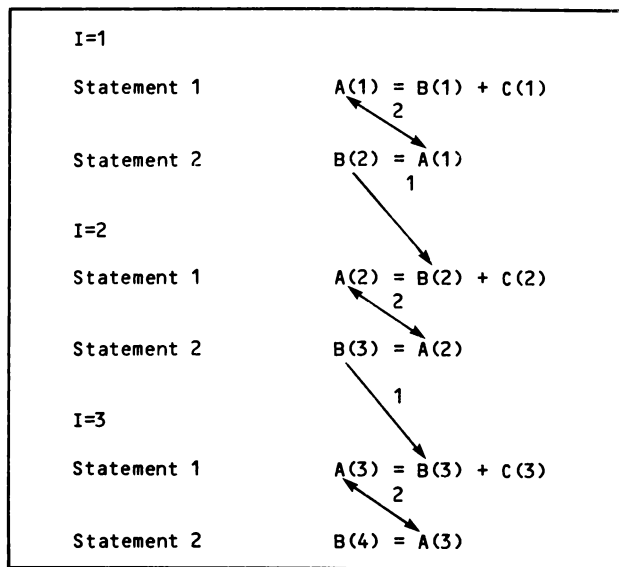 I=1
Statement 1 A(1) = B(1) + C(1)
2
Statement 2 B(2) = A(1)
1
I=2
Statement 1 A(2) = B(2) + C(2)
2
Statement 2 B(3) = A(2)
1
I=3
Statement 1 A(3) = B(3) + C(3)
2
Statement 2 B(4) = A(3)